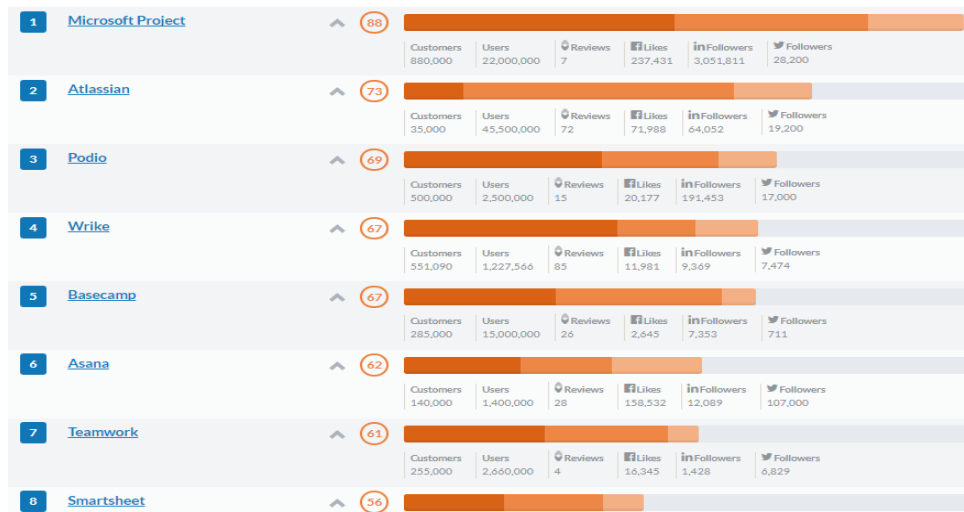 1 Microsoft Project 88
Customers Users Reviews Likes in Followers Followers
880,000 22,000,000 7 237,431 3,051,811 28,200
2 Atlassian 73
Customers Users Reviews Likes in Followers Followers
35,000 45,500,000 72 71,988 64,052 19,200
3 Podio 69
Customers Users Reviews Likes in Followers Followers
500,000 2,500,000 15 20,177 191,453 17,000
4 Wrike 67
Customers Users Reviews Likes in Followers Followers
551,090 1,227,566 85 11,981 9,369 7,474
5 Basecamp 67
Customers Users Reviews Likes in Followers Followers
285,000 15,000,000 26 2,645 7,353 711
6 Asana 62
Customers Users Reviews Likes in Followers Followers
140,000 1,400,000 28 158,532 12,089 107,000
7 Teamwork 61
Customers Users Reviews Likes in Followers Followers
255,000 2,660,000 4 16,345 1,428 6,829
8 Smartsheet 56